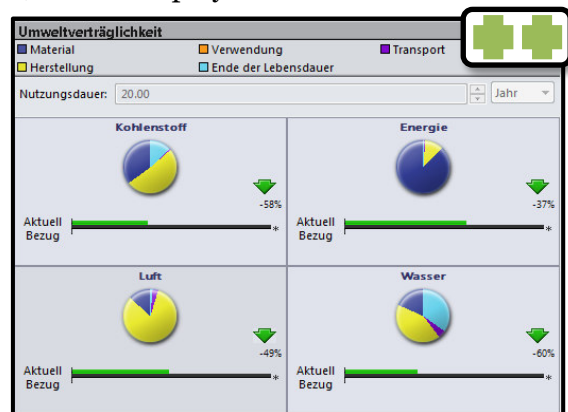 Umweltverträglichkeit
Material Verwendung Transport
Herstellung Ende der Lebensdauer
Nutzungsdauer: 20.00 Jahr
Kohlenstoff
-58%
Aktuell
Bezug *
Energie
-37%
Aktuell
Bezug *
Luft
-49%
Aktuell
Bezug *
Wasser
-60%
Aktuell
Bezug *